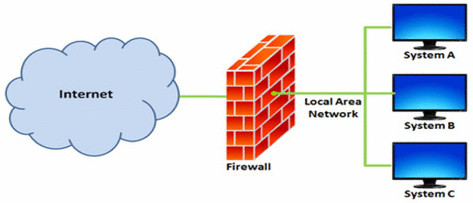 Internet
Firewall
Local Area
Network
System A
System B
System C